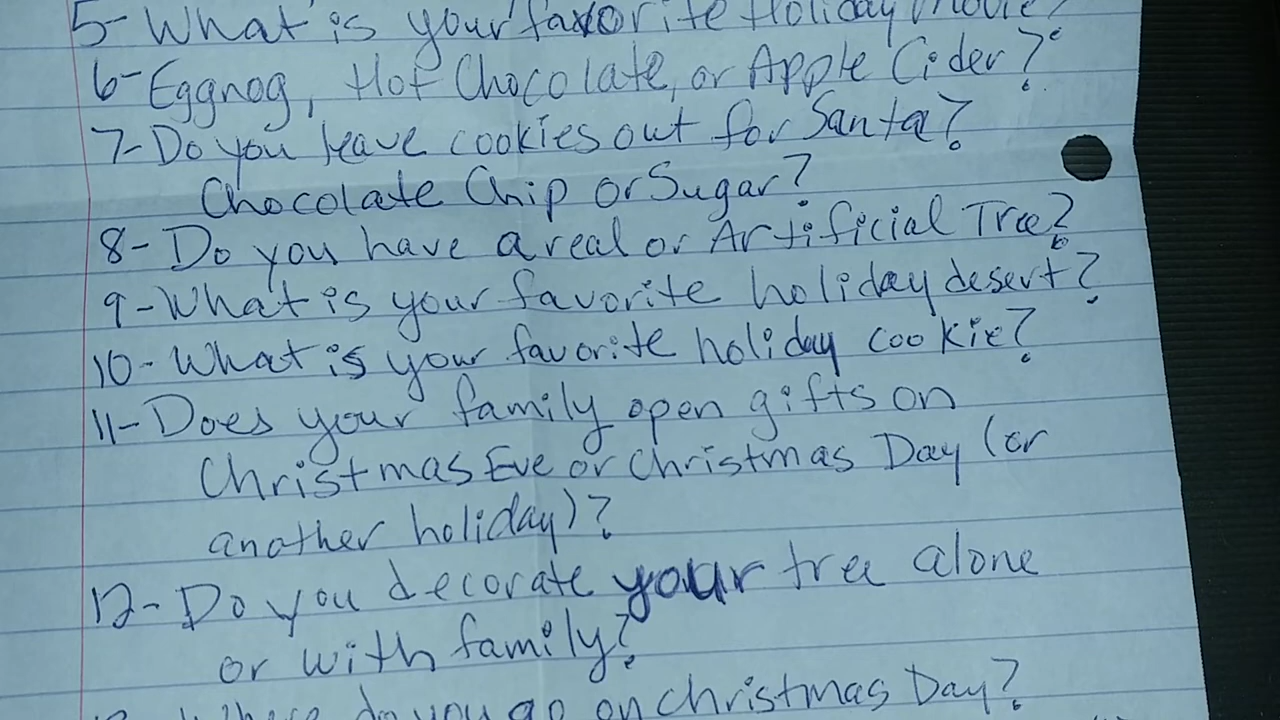 5- What is your favorite Holiday Movie?
6- Eggnog, Hot Chocolate, or Apple Cider?
7- Do you leave cookies out for Santa?
Chocolate Chip or Sugar?
8- Do you have a real or Artificial Tree?
9- What is your favorite holiday desert?
10- What is your favorite holiday cookie?
11- Does your family open gifts on
Christmas Eve or Christmas Day (or
another holiday)?
12- Do you decorate your tree alone
or with family?
Where do you go on Christmas Day?